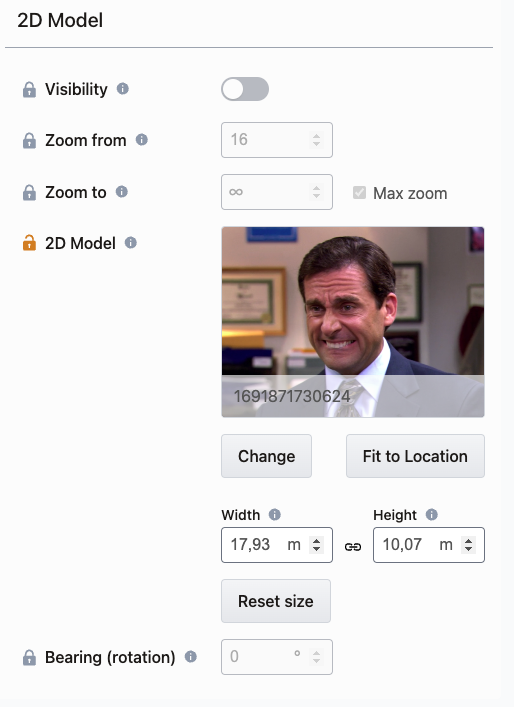 2D Model
Visibility
Zoom from
16
Zoom to
∞
Max zoom
2D Model
1691871730624
Change
Fit to Location
Width
Height
17,93 m
10,07 m
Reset size
Bearing (rotation)
0 °